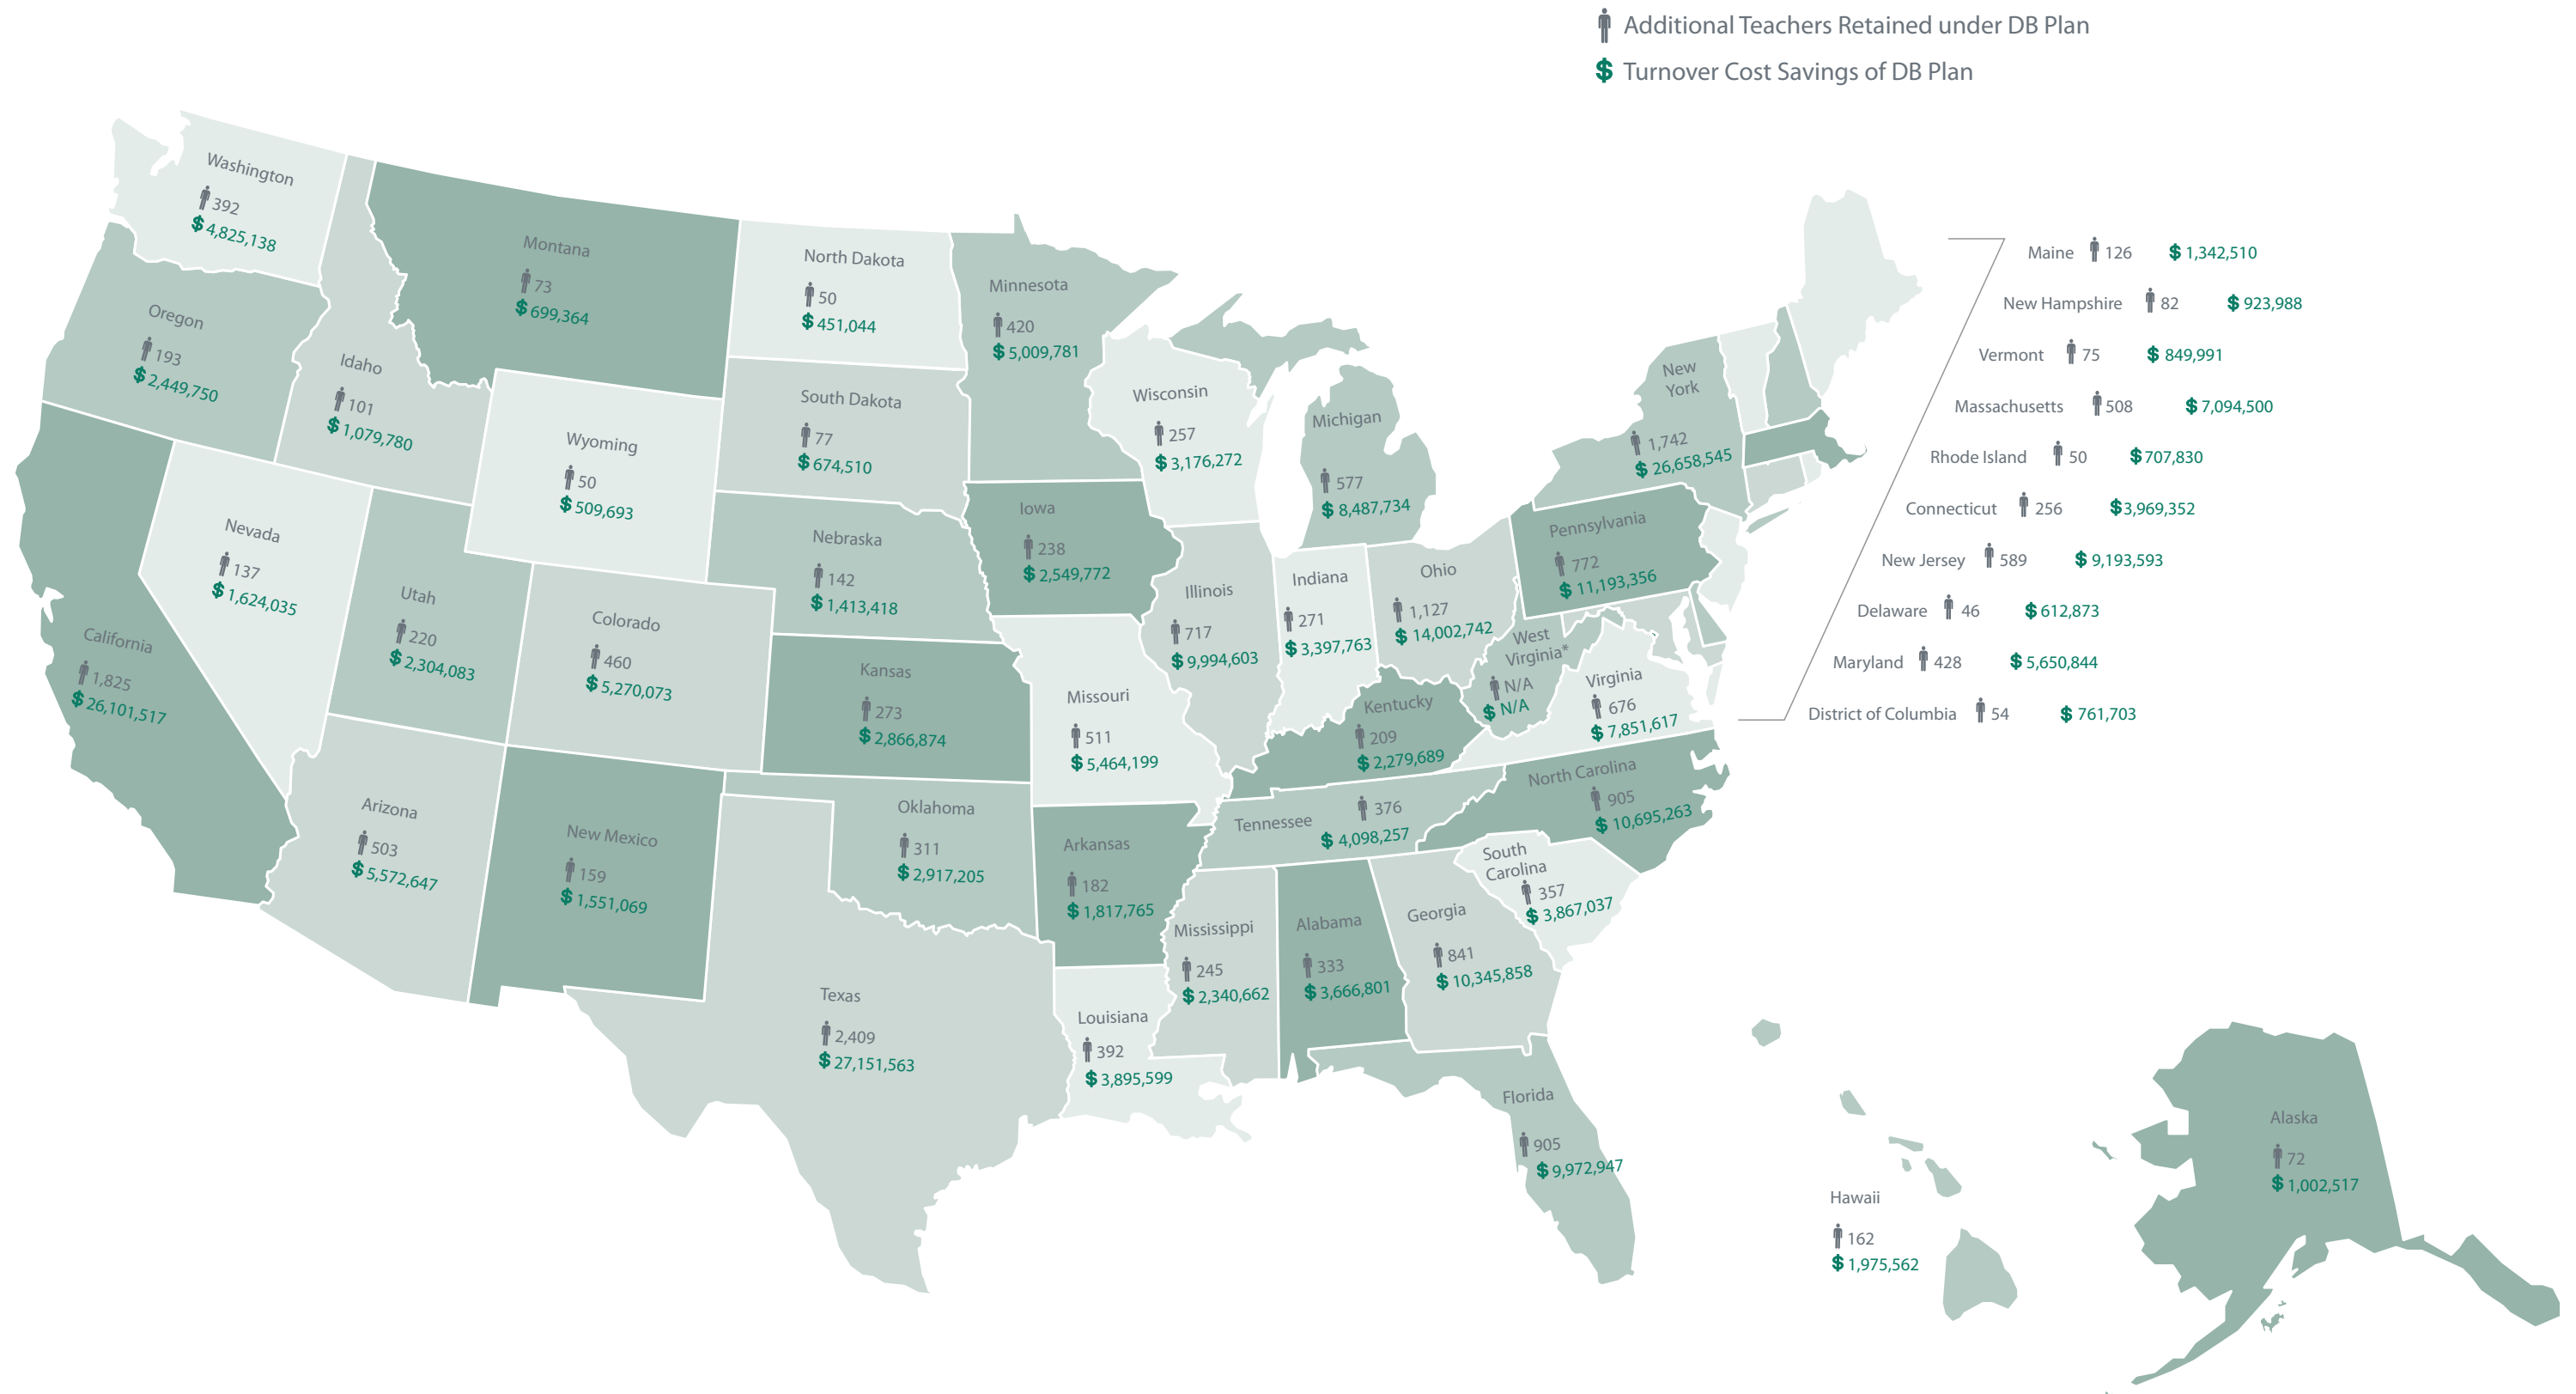 Additional Teachers Retained under DB Plan
$ Turnover Cost Savings of DB Plan
Washington
392
$ 4,825,138
Oregon
193
$ 2,449,750
California
1,825
$ 26,101,517
Idaho
101
$ 1,079,780
Nevada
137
$ 1,624,035
Montana
73
$ 699,364
Wyoming
50
$ 509,693
Utah
220
$ 2,304,083
Colorado
460
$ 5,270,073
Arizona
503
$ 5,572,647
New Mexico
159
$ 1,551,069
North Dakota
50
$ 451,044
South Dakota
77
$ 674,510
Nebraska
142
$ 1,413,418
Kansas
273
$ 2,866,874
Oklahoma
311
$ 2,917,205
Texas
2,409
$ 27,151,563
Minnesota
420
$ 5,009,781
Iowa
238
$ 2,549,772
Missouri
511
$ 5,464,199
Arkansas
182
$ 1,817,765
Louisiana
392
$ 3,895,599
Wisconsin
257
$ 3,176,272
Illinois
717
$ 9,994,603
Michigan
577
$ 8,487,734
Indiana
271
$ 3,397,763
Ohio
1,127
$ 14,002,742
Kentucky
209
$ 2,279,689
Tennessee
376
$ 4,098,257
Mississippi
245
$ 2,340,662
Alabama
333
$ 3,666,801
Georgia
841
$ 10,345,858
Florida
905
$ 9,972,947
South
Carolina
357
$ 3,867,037
North Carolina
905
$ 10,695,263
Virginia
676
$ 7,851,617
West
Virginia*
N/A
$ N/A
Pennsylvania
772
$ 11,193,356
New
York
1,742
$ 26,658,545
Maine 126 $ 1,342,510
New Hampshire 82 $ 923,988
Vermont 75 $ 849,991
Massachusetts 508 $ 7,094,500
Rhode Island 50 $ 707,830
Connecticut 256 $ 3,969,352
New Jersey 589 $ 9,193,593
Delaware 46 $ 612,873
Maryland 428 $ 5,650,844
District of Columbia 54 $ 761,703
Hawaii
162
$ 1,975,562
Alaska
72
$ 1,002,517